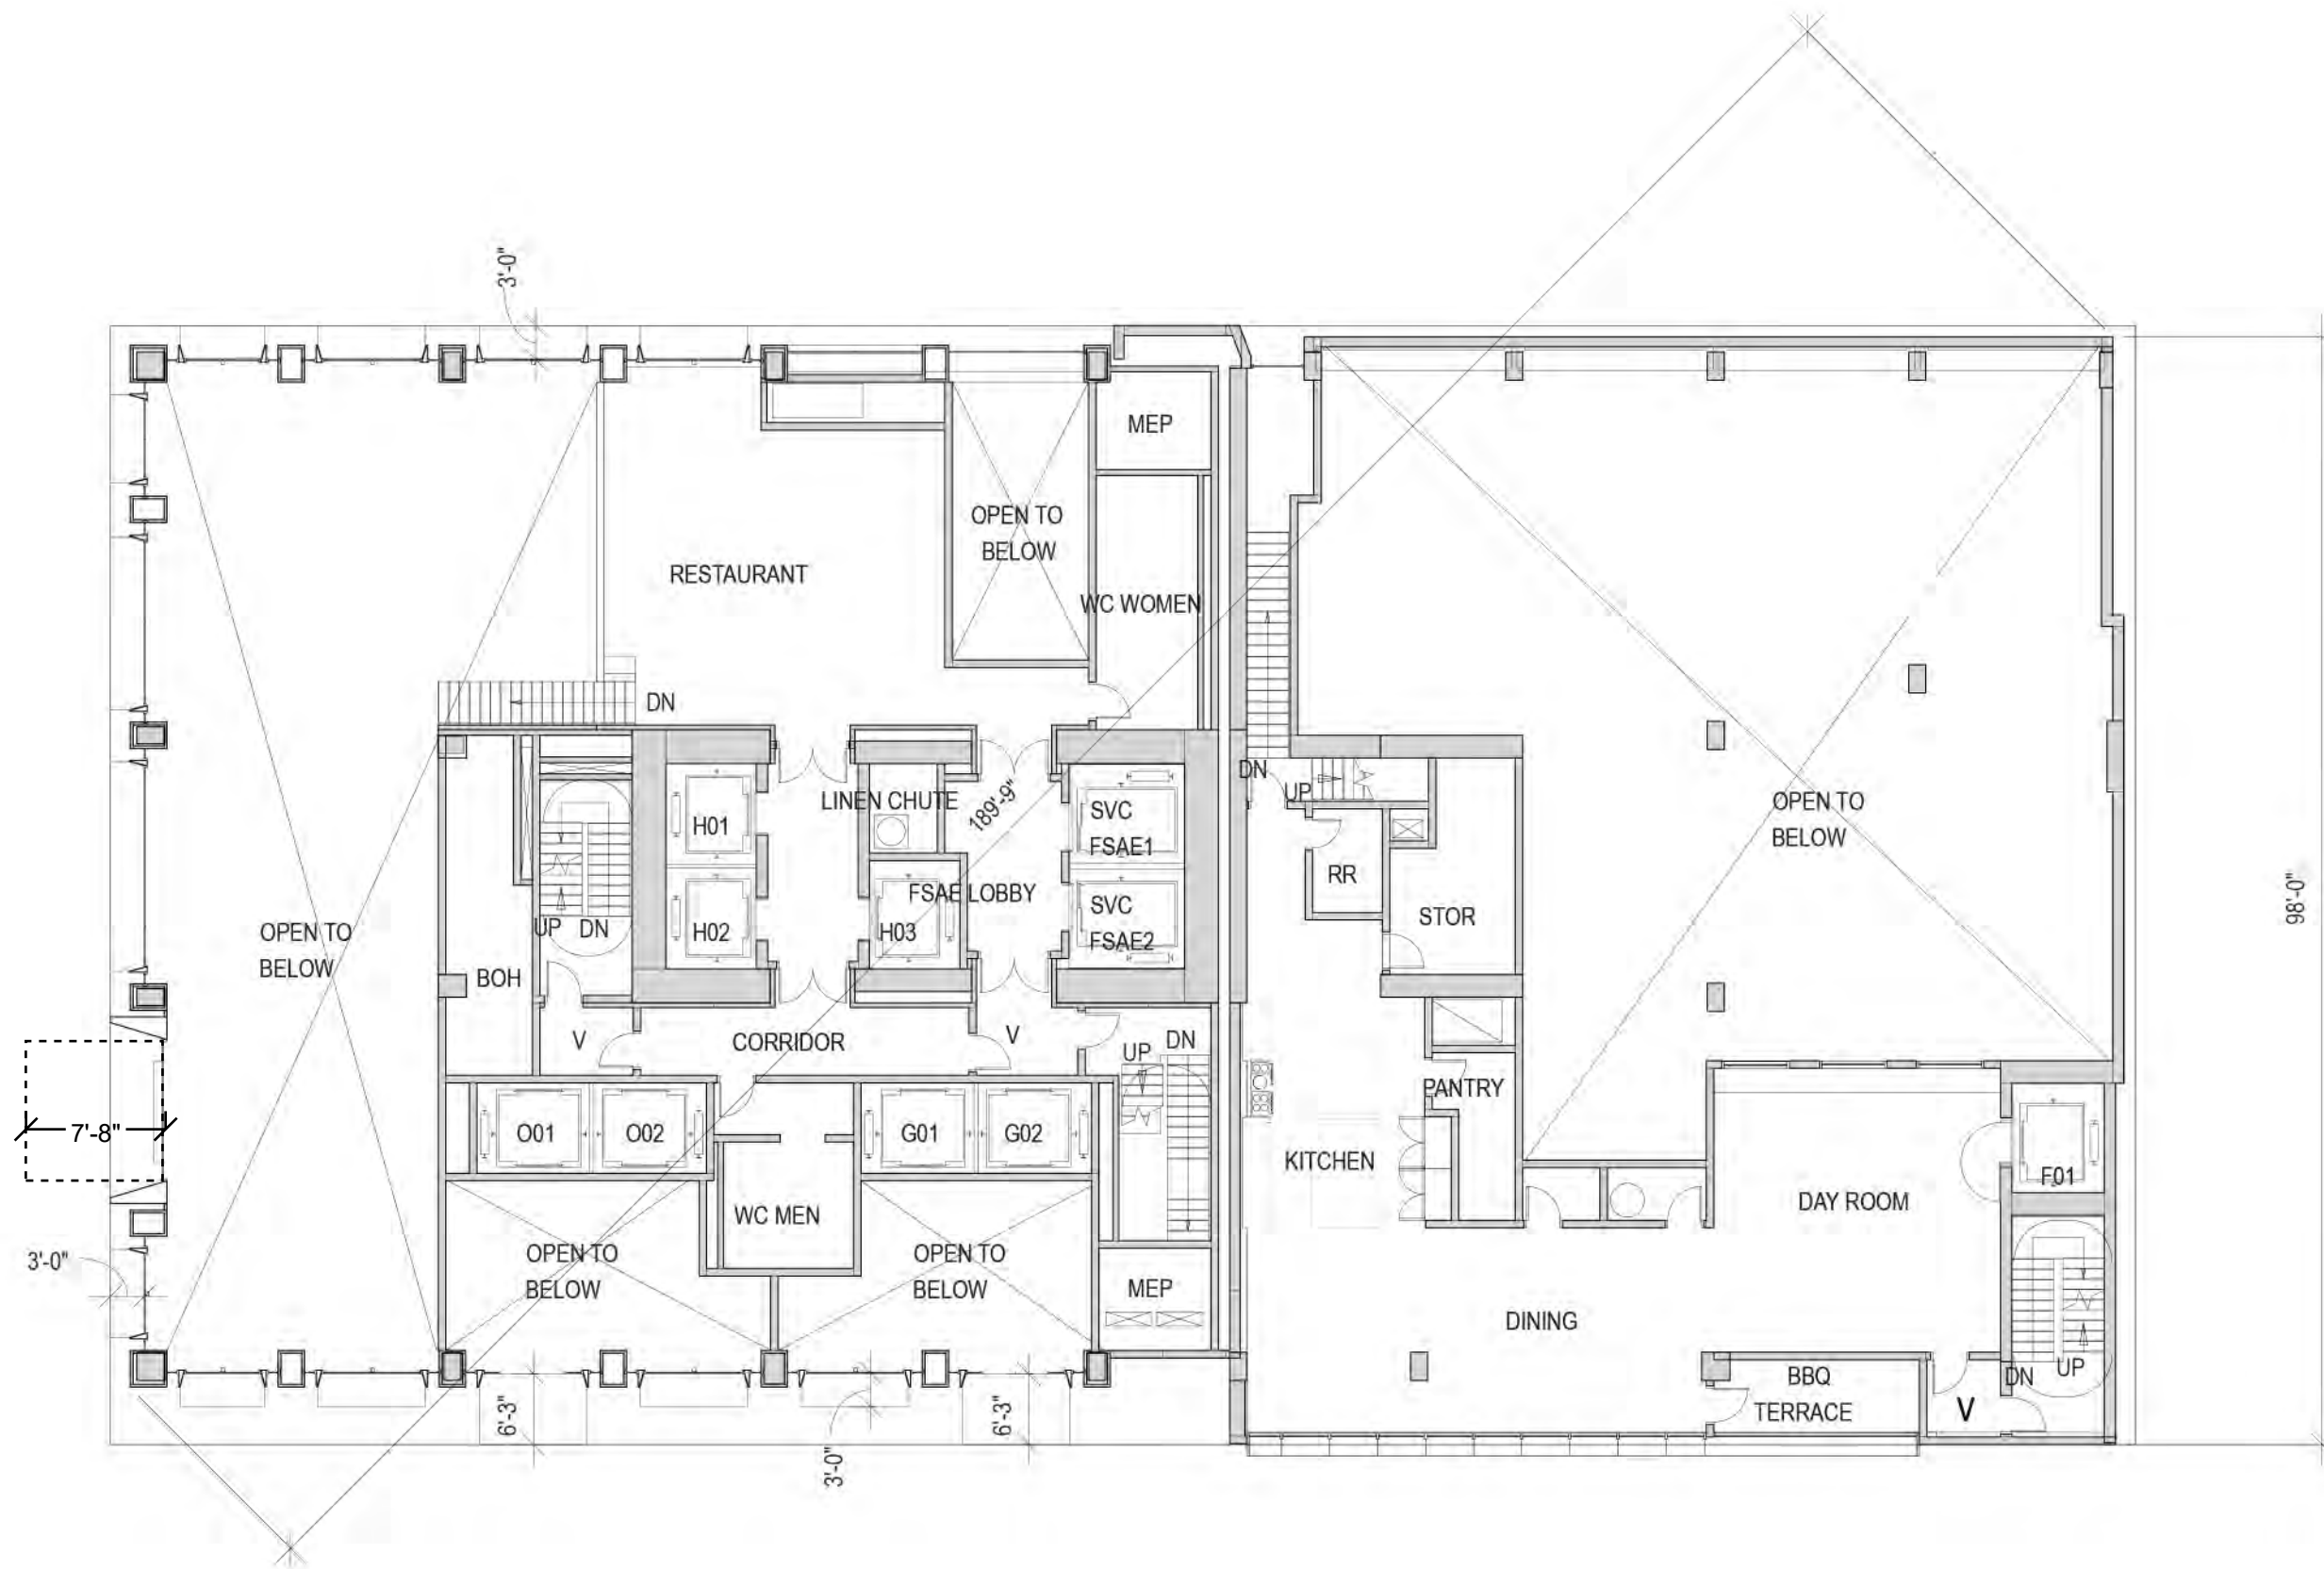 3'-0"
MEP
OPEN TO
BELOW
RESTAURANT
WC WOMEN
DN
LINEN CHUTE
189'-9"
H01
SVC
FSAE1
DN
UP
OPEN TO
BELOW
RR
98'-0"
FSAE LOBBY
SVC
FSAE2
STOR
H02
H03
UP DN
OPEN TO
BELOW
BOH
V
CORRIDOR
V
UP DN
PANTRY
7'-8"
O01
O02
G01
G02
KITCHEN
F01
DAY ROOM
WC MEN
OPEN TO
BELOW
OPEN TO
BELOW
3'-0"
MEP
DINING
BBQ
TERRACE
DN UP
V
6'-3"
3'-0"
6'-3"